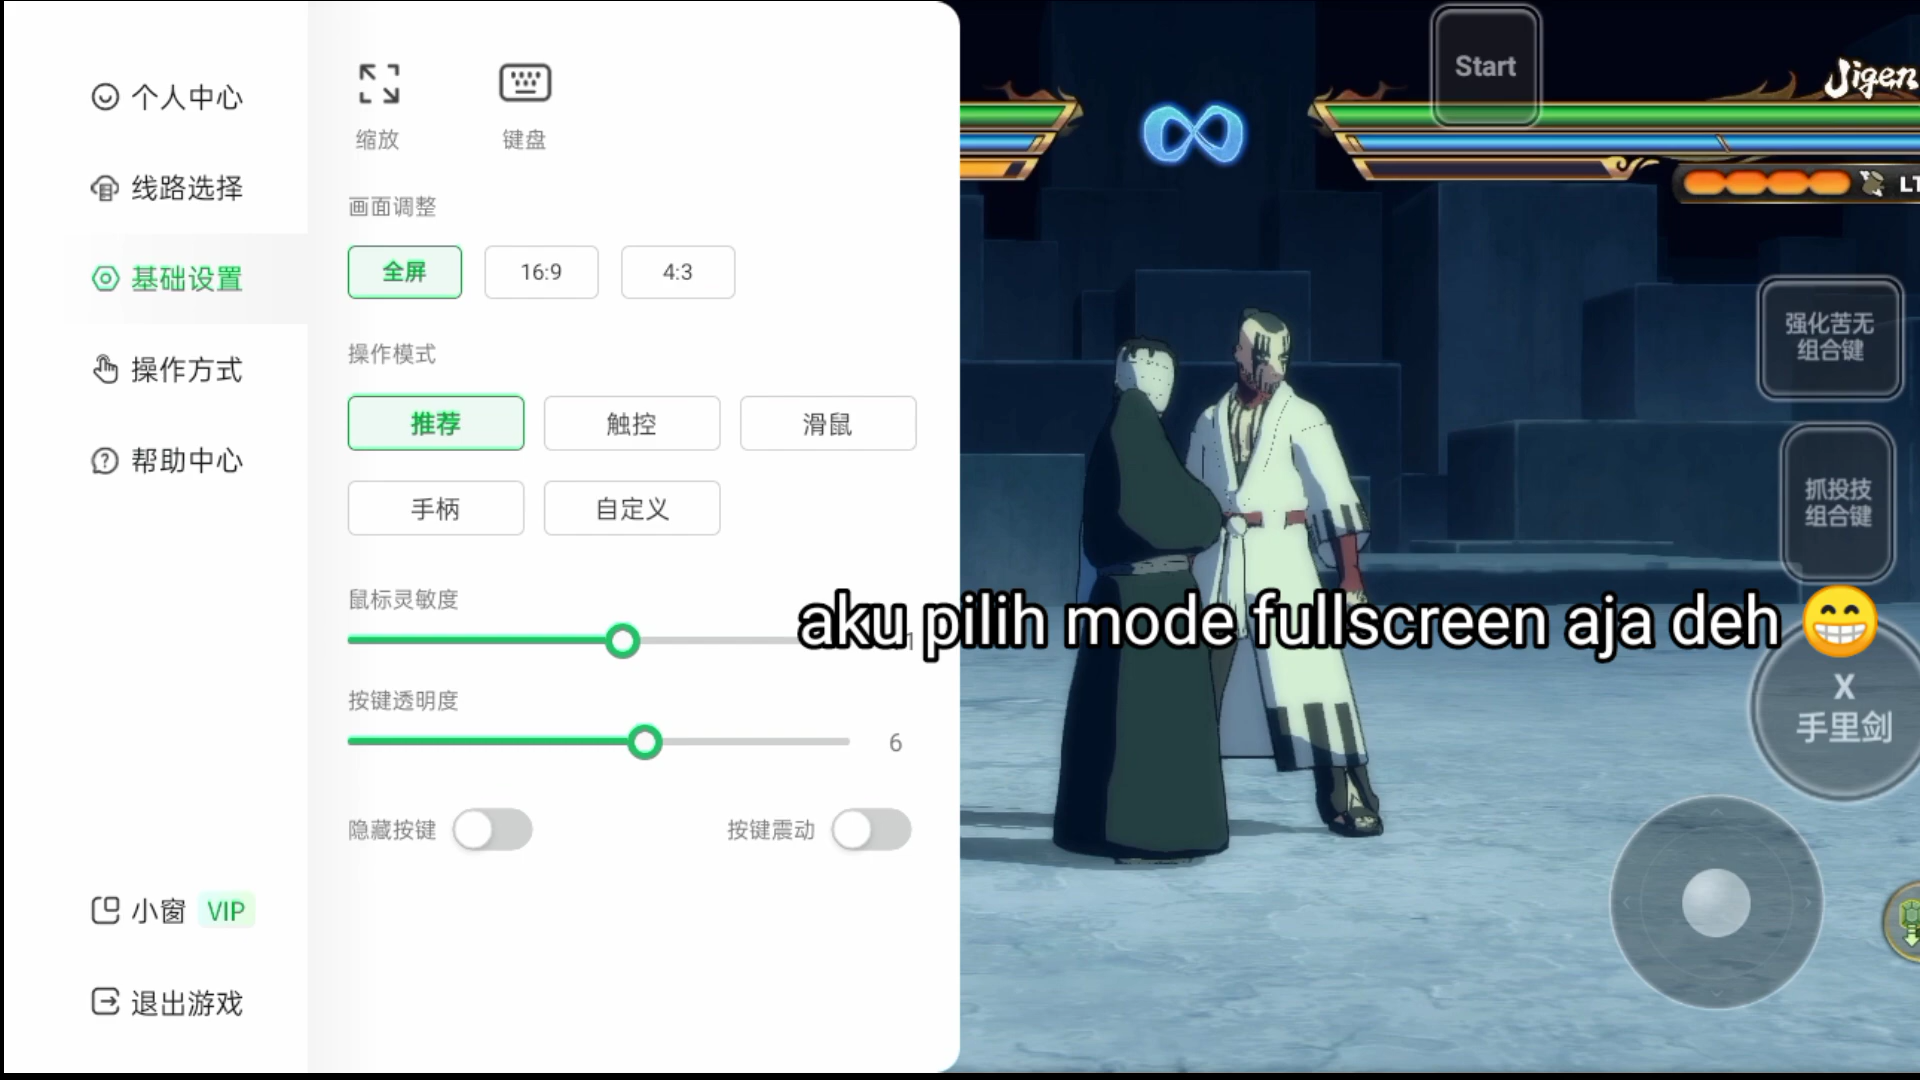 个人中心
线路选择
基础设置
操作方式
帮助中心
小窗 VIP
退出游戏
缩放
键盘
画面调整
全屏 16:9 4:3
操作模式
推荐 触控 滑鼠
手柄 自定义
鼠标灵敏度
按键透明度
6
隐藏按键
按键震动
Start
Jigen
LT
强化苦无
组合键
抓投技
组合键
aku pilih mode fullscreen aja deh 😁
X
手里剑